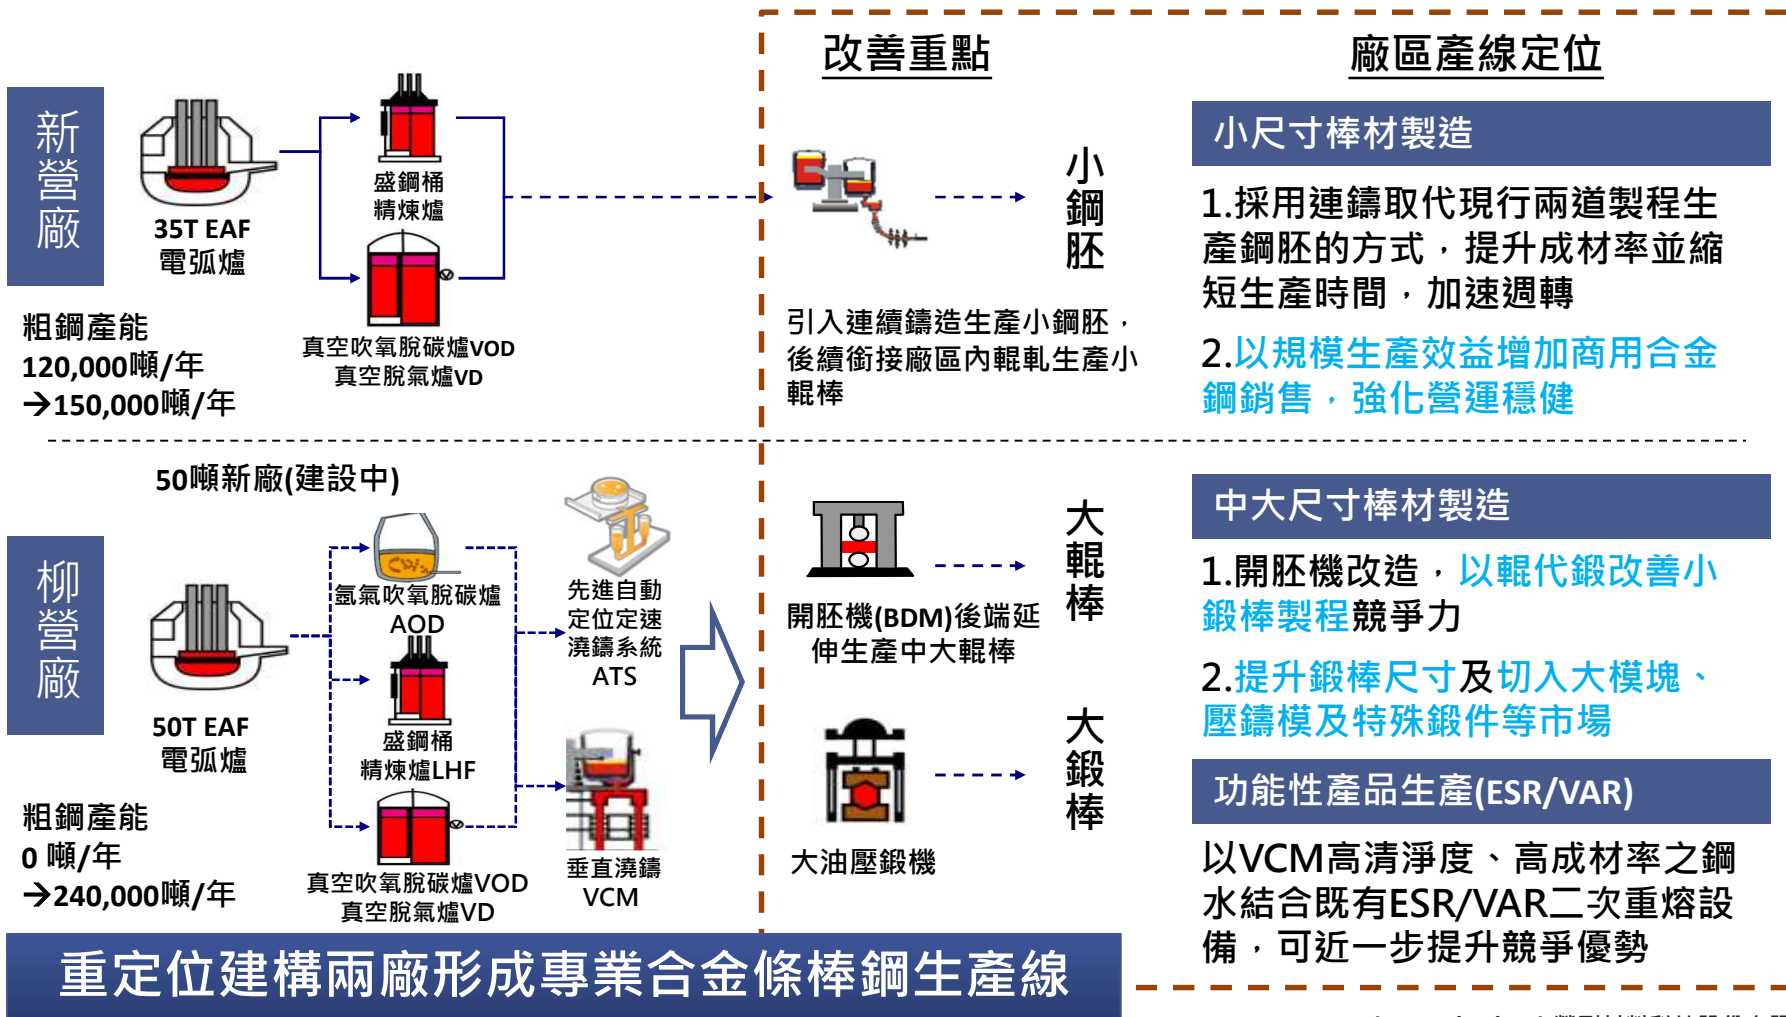 改善重點
廠區產線定位
新營廠
35T EAF
電弧爐
盛鋼桶
精煉爐
真空吹氧脫碳爐VOD
真空脫氣爐VD
粗鋼產能
120,000噸/年
→150,000噸/年
小鋼胚
引入連續鑄造生產小鋼胚，
後續銜接廠區內輥軋生產小
輥棒
小尺寸棒材製造
1.採用連鑄取代現行兩道製程生
產鋼胚的方式，提升成材率並縮
短生產時間，加速週轉
2.以規模生產效益增加商用合金
鋼銷售，強化營運穩健
50噸新廠(建設中)
柳營廠
50T EAF
電弧爐
氬氣吹氧脫碳爐
AOD
盛鋼桶
精煉爐LHF
真空吹氧脫碳爐VOD
真空脫氣爐VD
粗鋼產能
0 噸/年
→240,000噸/年
先進自動
定位定速
澆鑄系統
ATS
垂直澆鑄
VCM
大輥棒
開胚機(BDM)後端延
伸生產中大輥棒
大鍛棒
大油壓鍛機
中大尺寸棒材製造
1.開胚機改造，以輥代鍛改善小
鍛棒製程競爭力
2.提升鍛棒尺寸及切入大模塊、
壓鑄模及特殊鍛件等市場
功能性產品生產(ESR/VAR)
以VCM高清淨度、高成材率之鋼
水結合既有ESR/VAR二次重熔設
備，可近一步提升競爭優勢
重定位建構兩廠形成專業合金條棒鋼生產線